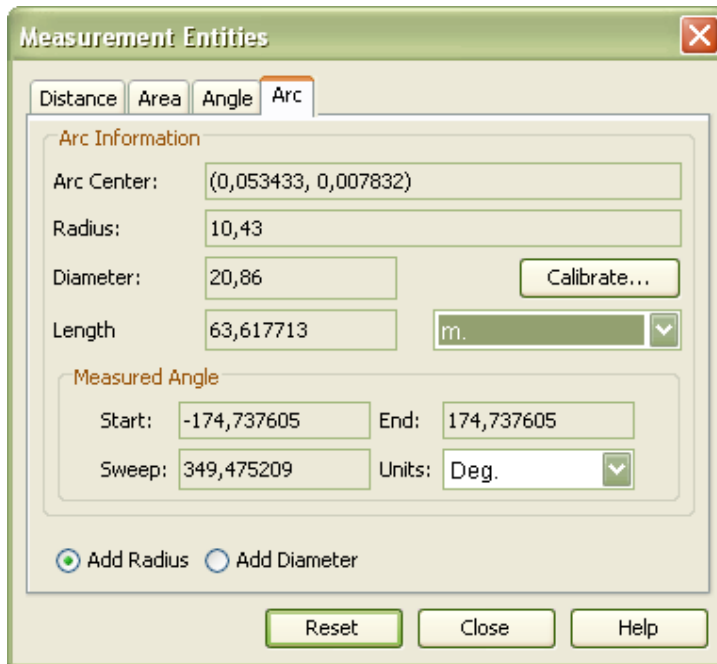 Measurement Entities
Distance Area Angle Arc
Arc Information
Arc Center: (0,053433, 0,007832)
Radius: 10,43
Diameter: 20,86 Calibrate...
Length 63,617713 m.
Measured Angle
Start: -174,737605 End: 174,737605
Sweep: 349,475209 Units: Deg.
Add Radius Add Diameter
Reset Close Help